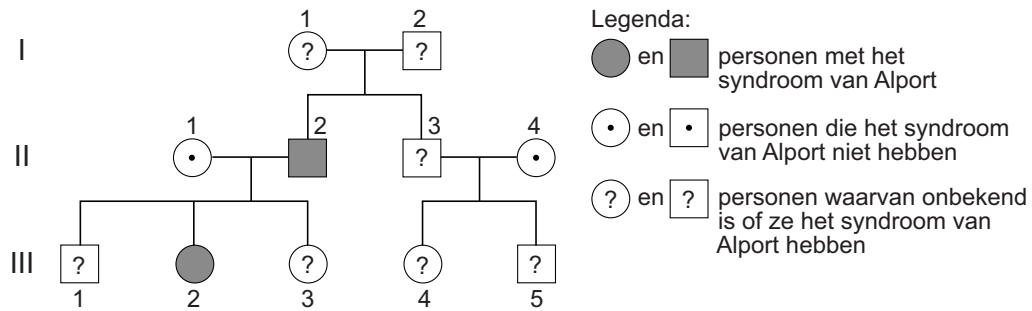 1 2
I ? ?
Legenda:
en personen met het
syndroom van Alport
1 2 3 4
II ?
en personen die het syndroom
van Alport niet hebben
? en ? personen waarvan onbekend
is of ze het syndroom van
Alport hebben
III ? ? ? ?
1 2 3 4 5